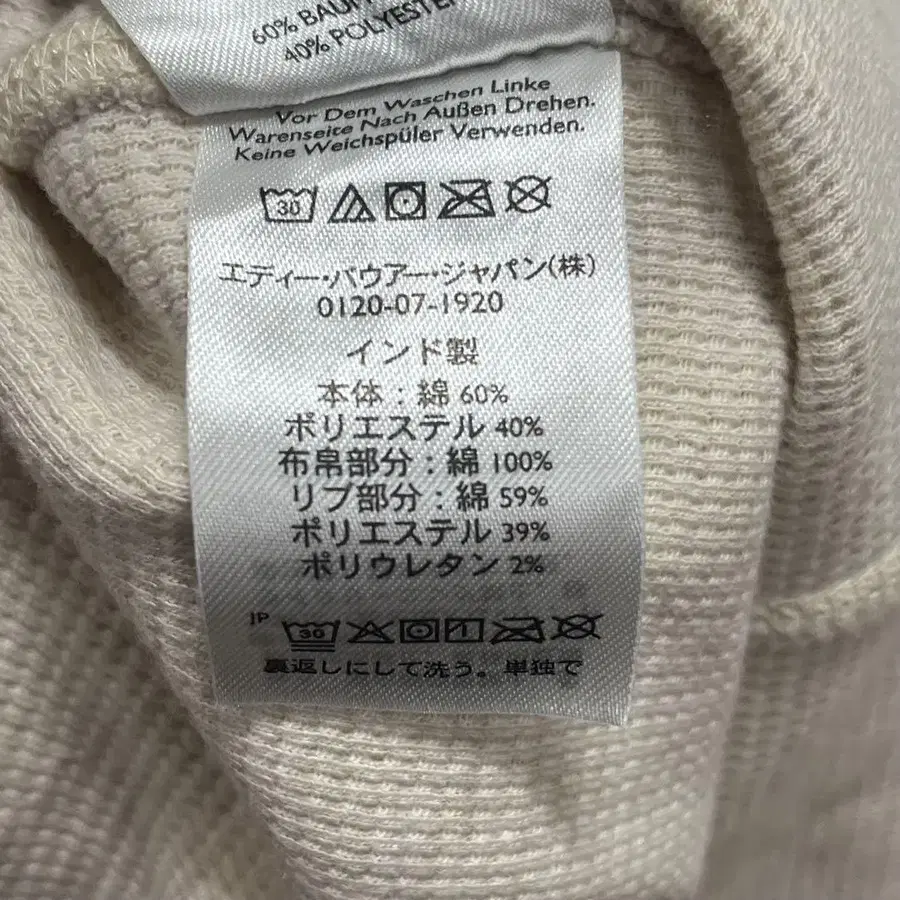 60% BAUM
40% POLYESTER
Vor Dem Waschen Linke
Warenseite Nach Außen Drehen.
Keine Weichspüler Verwenden.
30
エディー・バウアー・ジャパン(株)
0120-07-1920
インド製
本体:綿 60%
ポリエステル 40%
布帛部分:綿 100%
リブ部分:綿 59%
ポリエステル 39%
ポリウレタン 2%
JP 30
裏返しにして洗う。単独で